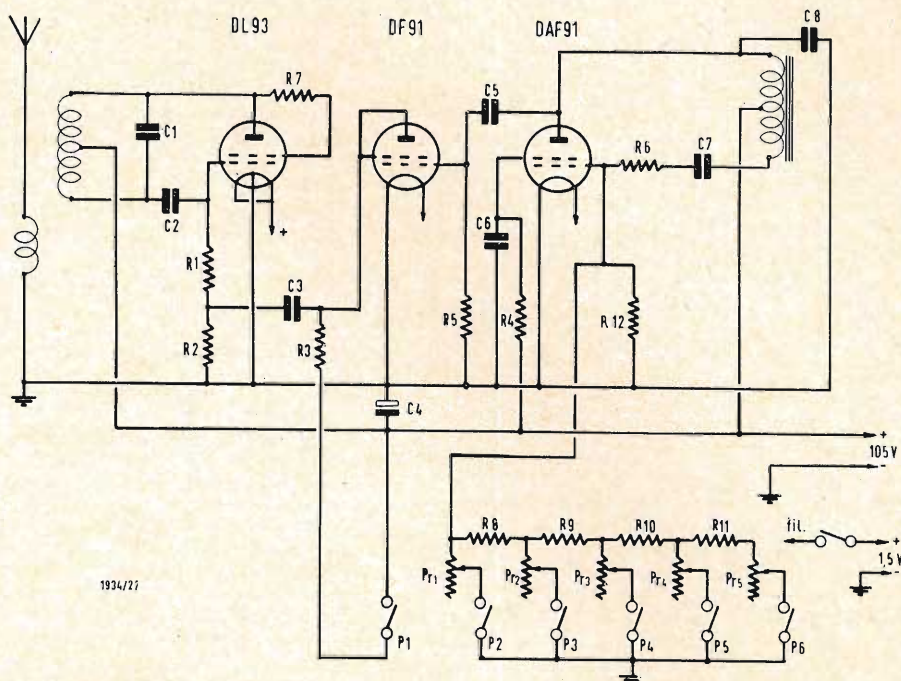 DL93 DF91 DAF91 C8
R7
C1 C5
R6 C7
C2 C6
R1
C3
R5 R4 R12
R2 R3
C4
+
+
105 V
-
R8 R9 R10 R11 fil. +
1,5 V
-
Pr1 Pr2 Pr3 Pr4 Pr5
1934/27
P1 P2 P3 P4 P5 P6